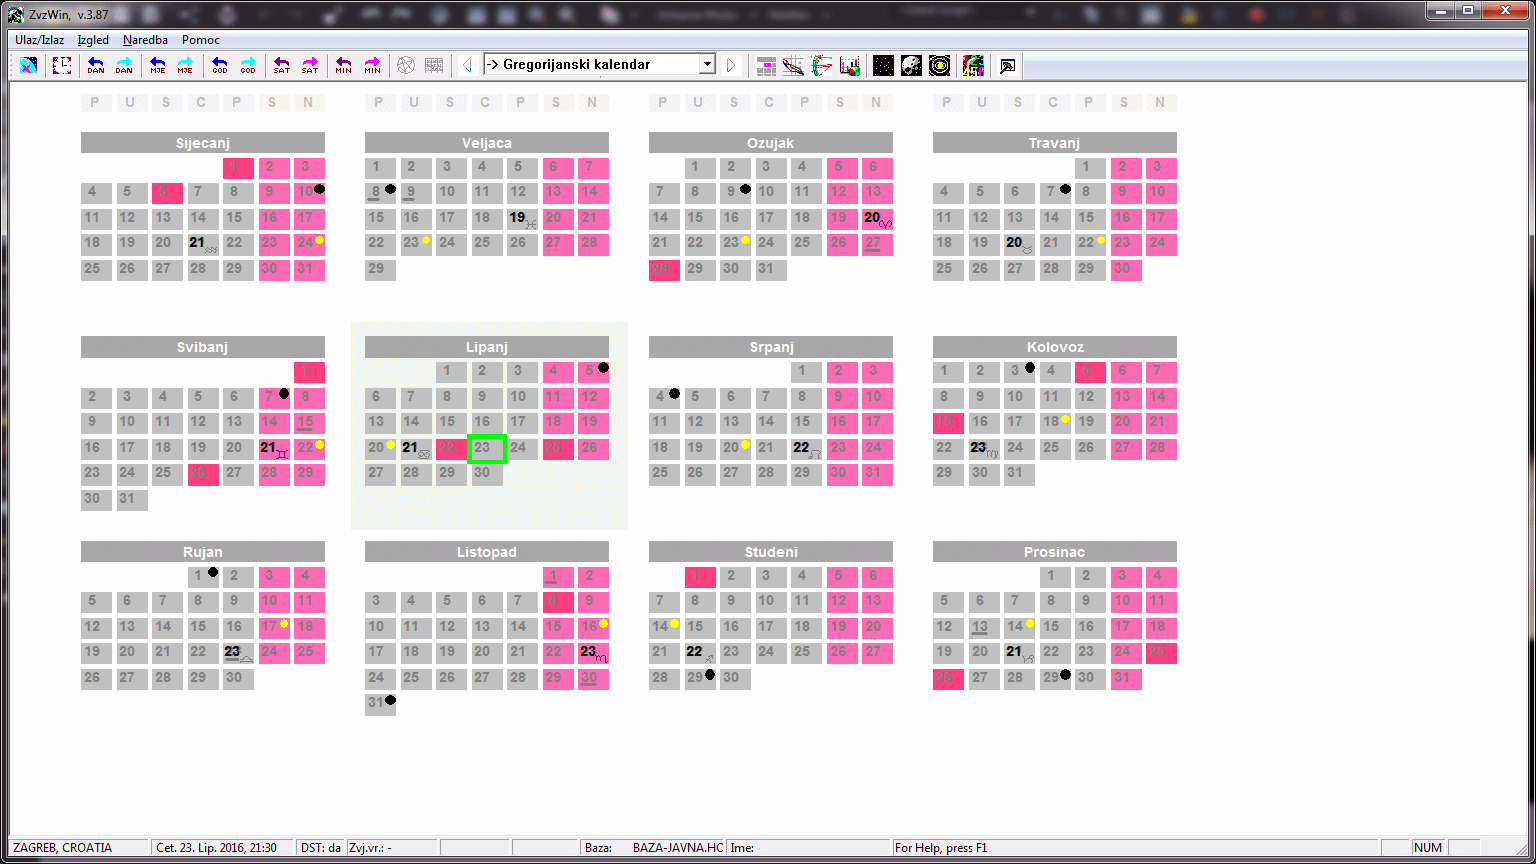 ZvzWin, v.3.87
Ulaz/Izlaz Izgled Naredba Pomoc
DAN DAN MJE MJE GOD GOD SAT SAT MIN MIN -> Gregorijanski kalendar
P U S C P S N P U S C P S N P U S C P S N P U S C P S N
Sijecanj Veljaca Ozujak Travanj
1 2 3 1 2 3 4 5 6 7 1 2 3 4 5 6 1 2 3
4 5 6 7 8 9 10 8 9 10 11 12 13 14 7 8 9 10 11 12 13 4 5 6 7 8 9 10
11 12 13 14 15 16 17 15 16 17 18 19 20 21 14 15 16 17 18 19 20 11 12 13 14 15 16 17
18 19 20 21 22 23 24 22 23 24 25 26 27 28 21 22 23 24 25 26 27 18 19 20 21 22 23 24
25 26 27 28 29 30 31 29 28 29 30 31 25 26 27 28 29 30
Svibanj Lipanj Srpanj Kolovoz
1 1 2 3 4 5 1 2 3 1 2 3 4 5 6 7
2 3 4 5 6 7 8 6 7 8 9 10 11 12 4 5 6 7 8 9 10 8 9 10 11 12 13 14
9 10 11 12 13 14 15 13 14 15 16 17 18 19 11 12 13 14 15 16 17 15 16 17 18 19 20 21
16 17 18 19 20 21 22 20 21 22 23 24 25 26 18 19 20 21 22 23 24 22 23 24 25 26 27 28
23 24 25 26 27 28 29 27 28 29 30 25 26 27 28 29 30 31 29 30 31
30 31
Rujan Listopad Studeni Prosinac
1 2 3 4 1 2 1 2 3 4 5 6 1 2 3 4
5 6 7 8 9 10 11 3 4 5 6 7 8 9 7 8 9 10 11 12 13 5 6 7 8 9 10 11
12 13 14 15 16 17 18 10 11 12 13 14 15 16 14 15 16 17 18 19 20 12 13 14 15 16 17 18
19 20 21 22 23 24 25 17 18 19 20 21 22 23 21 22 23 24 25 26 27 19 20 21 22 23 24 25
26 27 28 29 30 24 25 26 27 28 29 30 28 29 30 26 27 28 29 30 31
31
ZAGREB, CROATIA Cet. 23. Lip. 2016, 21:30 DST: da Zvj.vr.: - Baza: BAZA-JAVNA.HO Ime: For Help, press F1 NUM